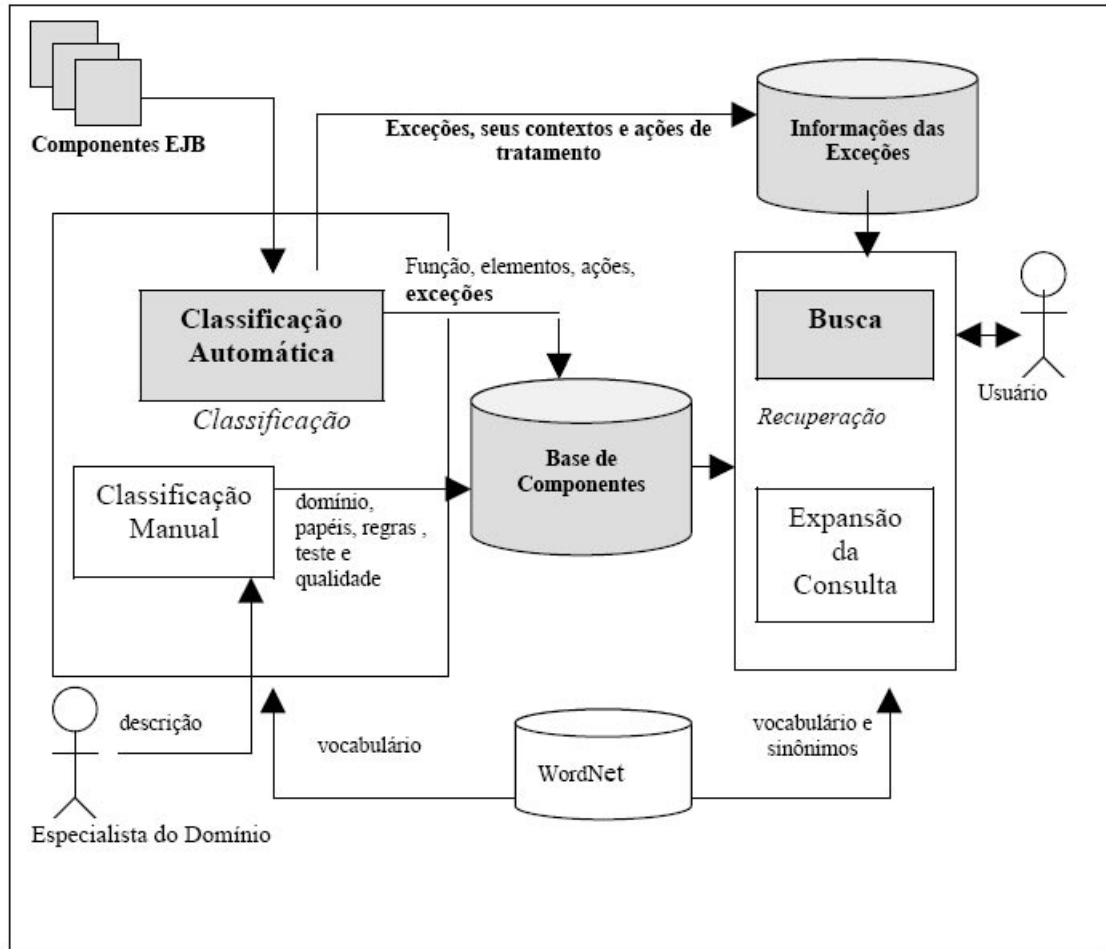 Componentes EJB
Exceções, seus contextos e ações de
tratamento
Informações das
Exceções
Função, elementos, ações,
exceções
Classificação
Automática
Classificação
Busca
Recuperação
Usuário
Base de
Componentes
Classificação
Manual
domínio,
papéis, regras ,
teste e
qualidade
Expansão
da
Consulta
descrição
vocabulário
WordNet
vocabulário e
sinônimos
Especialista do Domínio